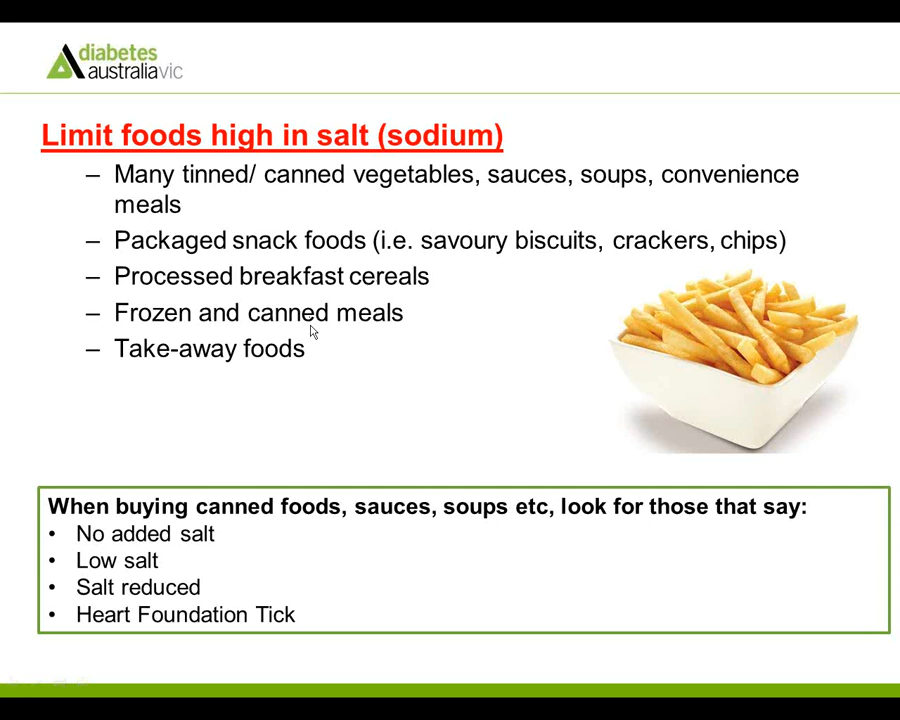 diabetes
australiavic
Limit foods high in salt (sodium)
– Many tinned/ canned vegetables, sauces, soups, convenience
meals
– Packaged snack foods (i.e. savoury biscuits, crackers, chips)
– Processed breakfast cereals
– Frozen and canned meals
– Take-away foods
When buying canned foods, sauces, soups etc, look for those that say:
• No added salt
• Low salt
• Salt reduced
• Heart Foundation Tick